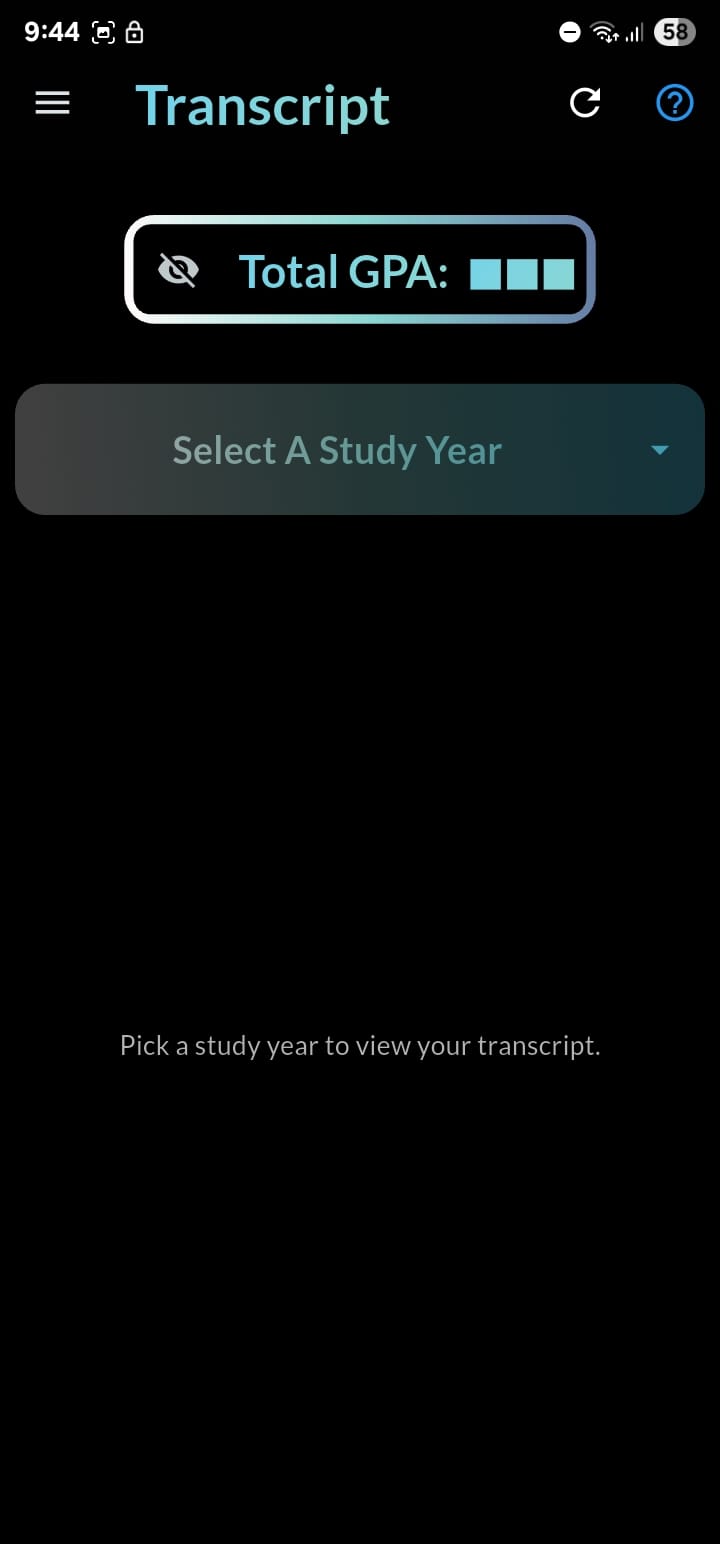 9:44
58
Transcript
Total GPA: ■■■
Select A Study Year
Pick a study year to view your transcript.